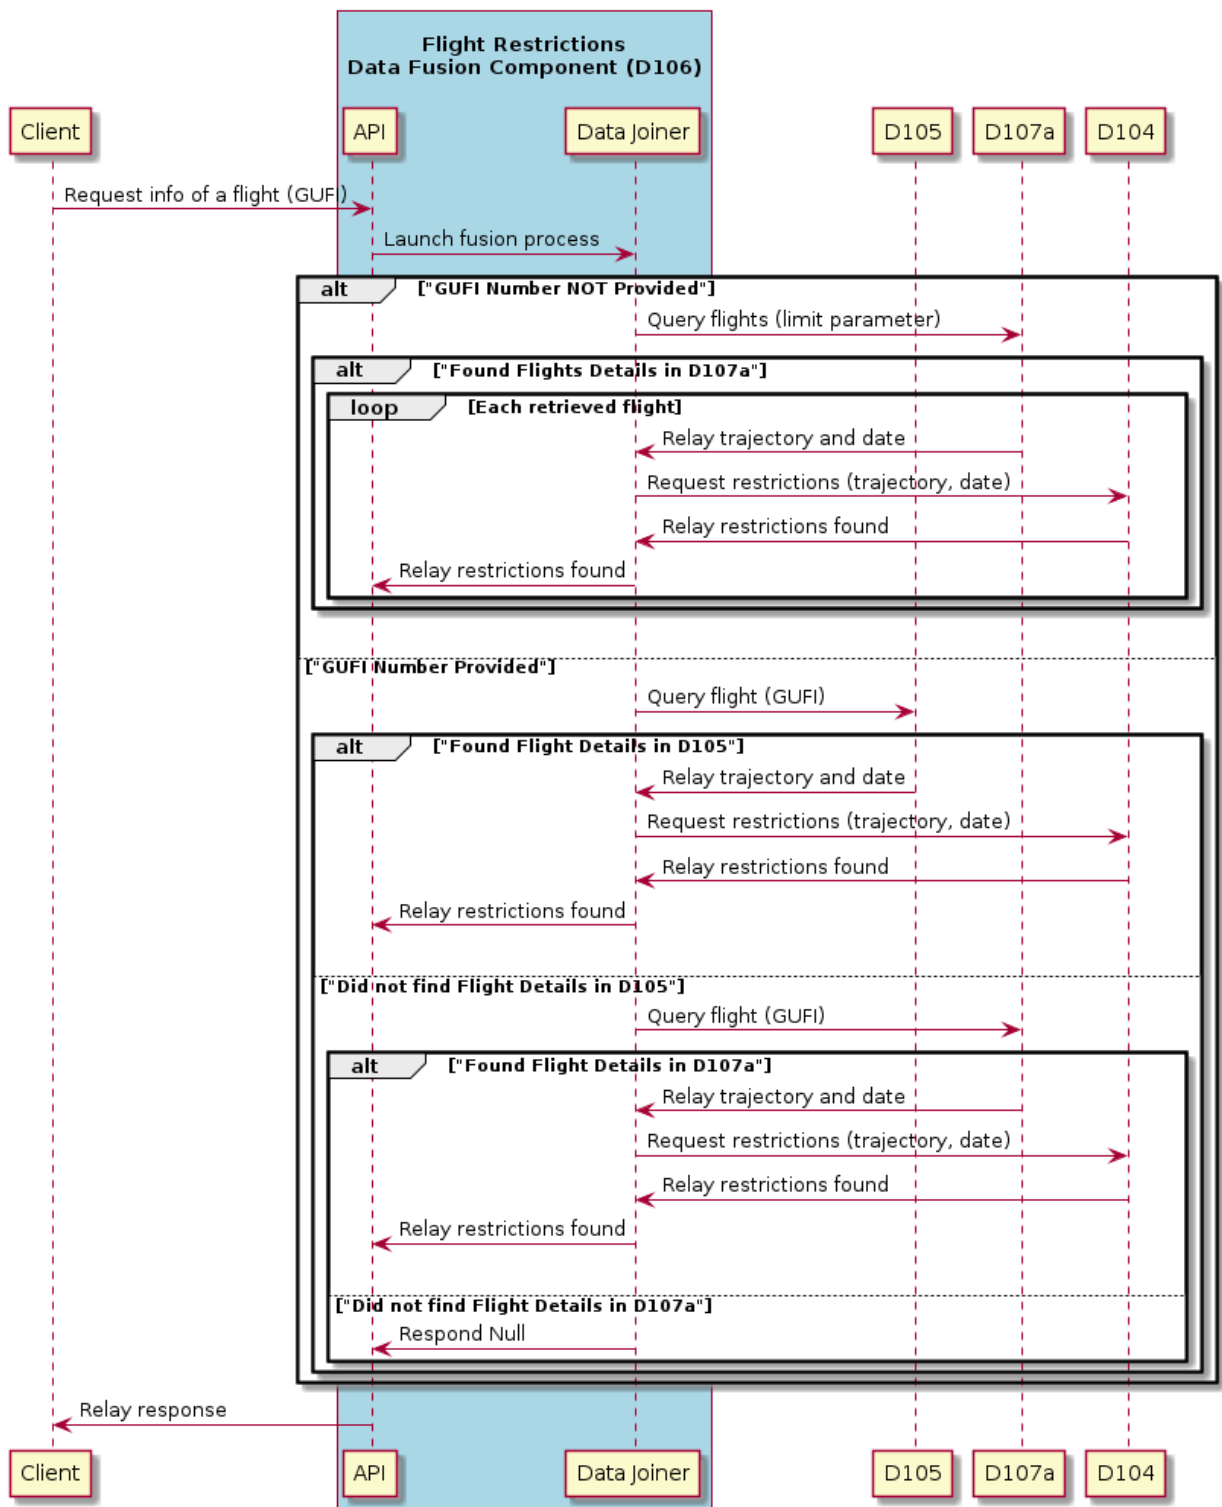 Flight Restrictions
Data Fusion Component (D106)
Client
API
Data Joiner
D105
D107a
D104
Request info of a flight (GUFI)
Launch fusion process
alt
["GUFI Number NOT Provided"]
Query flights (limit parameter)
alt
["Found Flights Details in D107a"]
loop
[Each retrieved flight]
Relay trajectory and date
Request restrictions (trajectory, date)
Relay restrictions found
Relay restrictions found
["GUFI Number Provided"]
Query flight (GUFI)
alt
["Found Flight Details in D105"]
Relay trajectory and date
Request restrictions (trajectory, date)
Relay restrictions found
Relay restrictions found
["Did not find Flight Details in D105"]
Query flight (GUFI)
alt
["Found Flight Details in D107a"]
Relay trajectory and date
Request restrictions (trajectory, date)
Relay restrictions found
Relay restrictions found
["Did not find Flight Details in D107a"]
Respond Null
Relay response
Client
API
Data Joiner
D105
D107a
D104